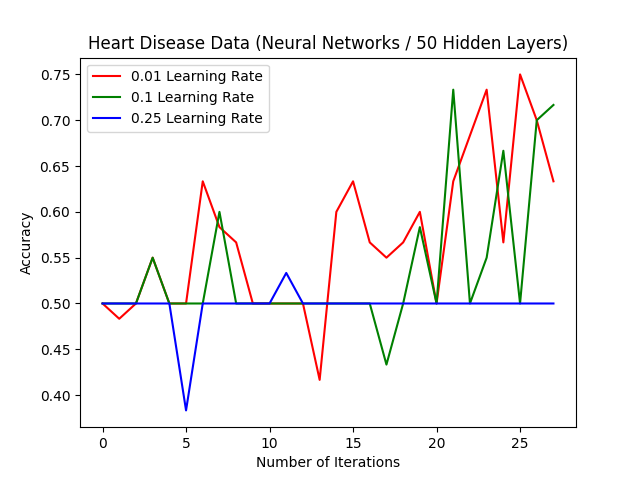 Heart Disease Data (Neural Networks / 50 Hidden Layers)
0.01 Learning Rate
0.1 Learning Rate
0.25 Learning Rate
Accuracy
0.75
0.70
0.65
0.60
0.55
0.50
0.45
0.40
0 5 10 15 20 25
Number of Iterations